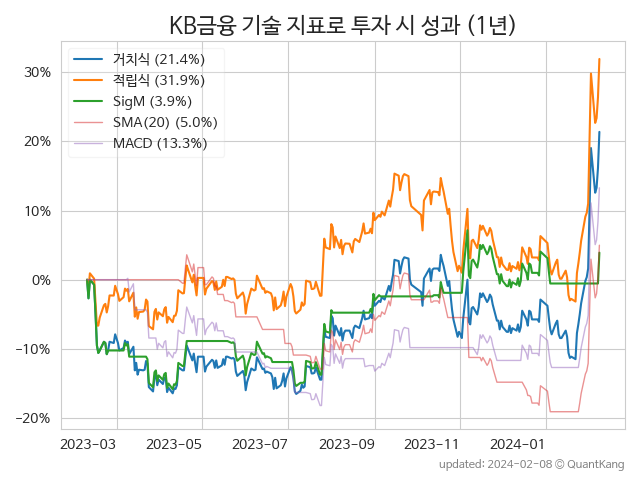 KB금융 기술 지표로 투자 시 성과 (1년)
거치식 (21.4%)
적립식 (31.9%)
SigM (3.9%)
SMA(20) (5.0%)
MACD (13.3%)
30%
20%
10%
0%
−10%
−20%
2023-03 2023-05 2023-07 2023-09 2023-11 2024-01
updated: 2024-02-08 © QuantKang